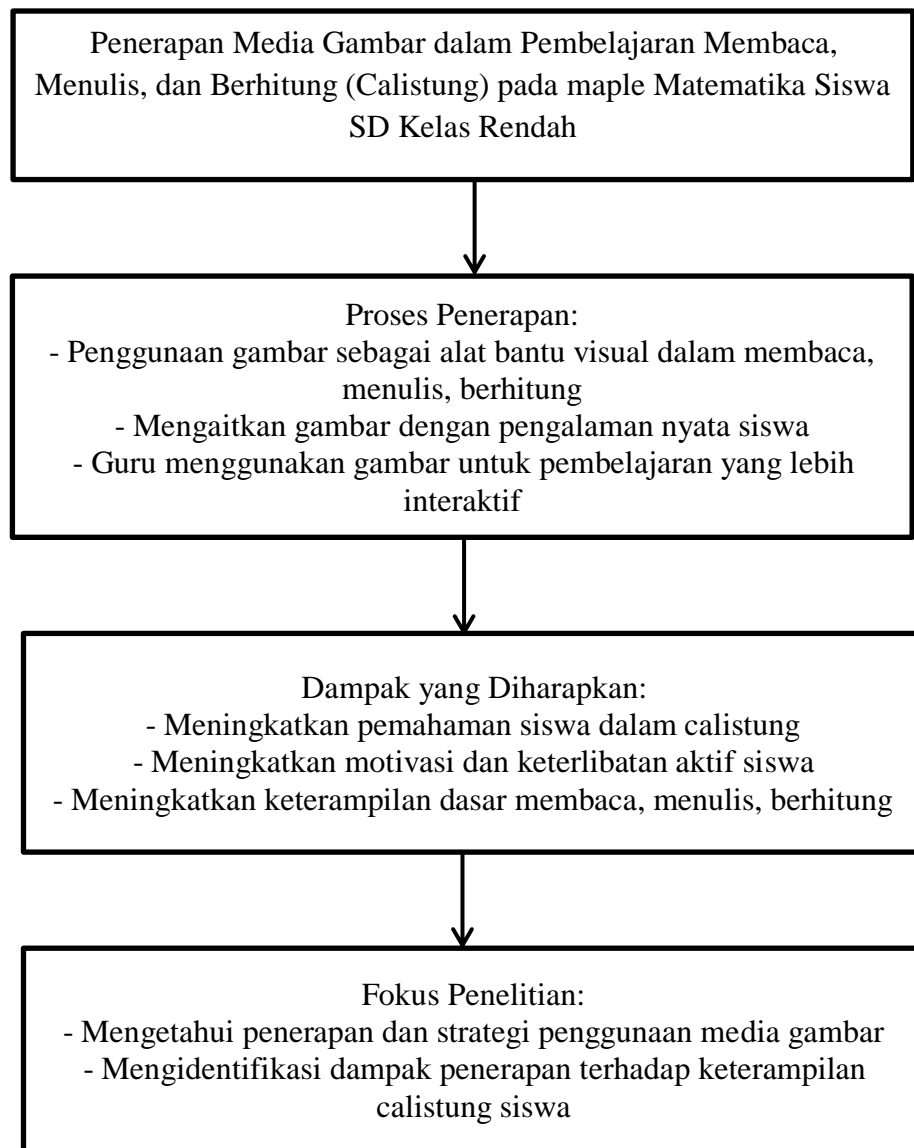 Penerapan Media Gambar dalam Pembelajaran Membaca,
Menulis, dan Berhitung (Calistung) pada maple Matematika Siswa
SD Kelas Rendah
Proses Penerapan:
- Penggunaan gambar sebagai alat bantu visual dalam membaca,
menulis, berhitung
- Mengaitkan gambar dengan pengalaman nyata siswa
- Guru menggunakan gambar untuk pembelajaran yang lebih
interaktif
Dampak yang Diharapkan:
- Meningkatkan pemahaman siswa dalam calistung
- Meningkatkan motivasi dan keterlibatan aktif siswa
- Meningkatkan keterampilan dasar membaca, menulis, berhitung
Fokus Penelitian:
- Mengetahui penerapan dan strategi penggunaan media gambar
- Mengidentifikasi dampak penerapan terhadap keterampilan
calistung siswa